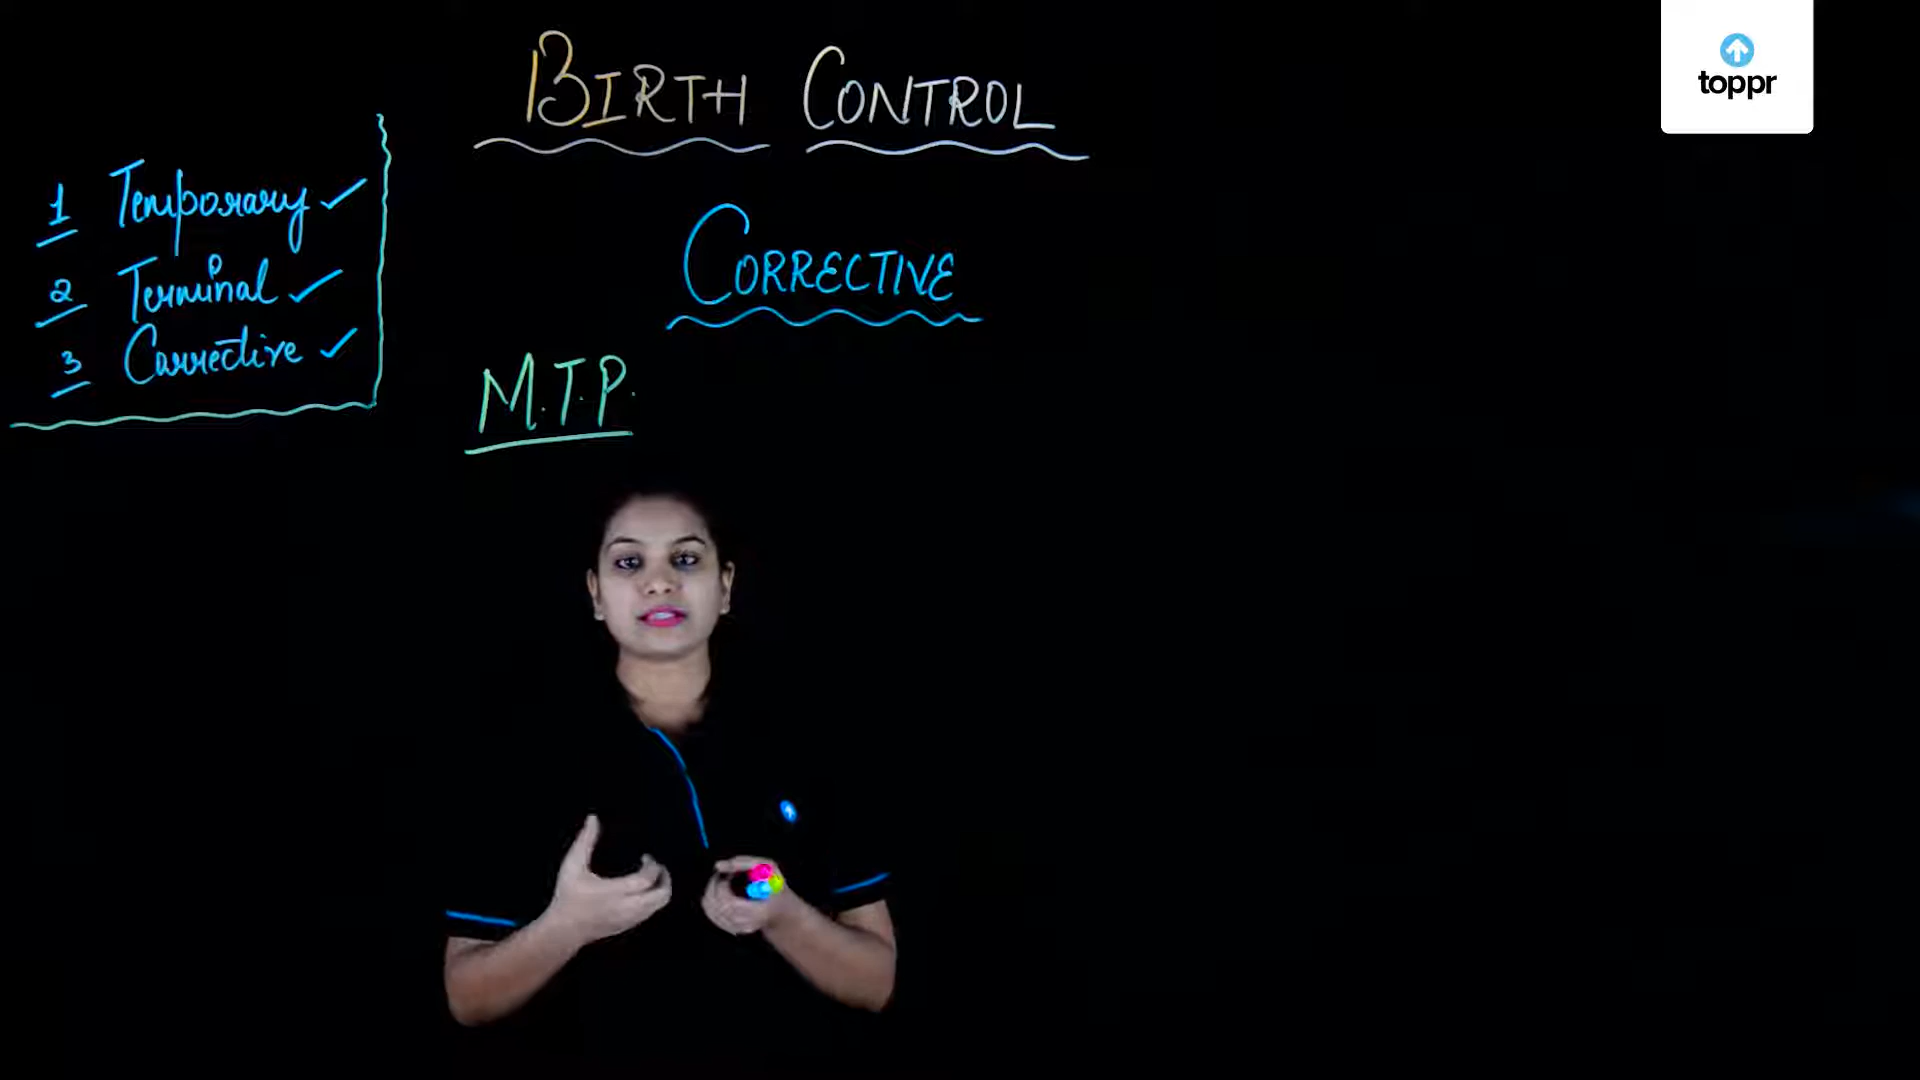 BIRTH CONTROL
toppr
1 Temporary
2 Terminal
3 Corrective
CORRECTIVE
M.T.P.